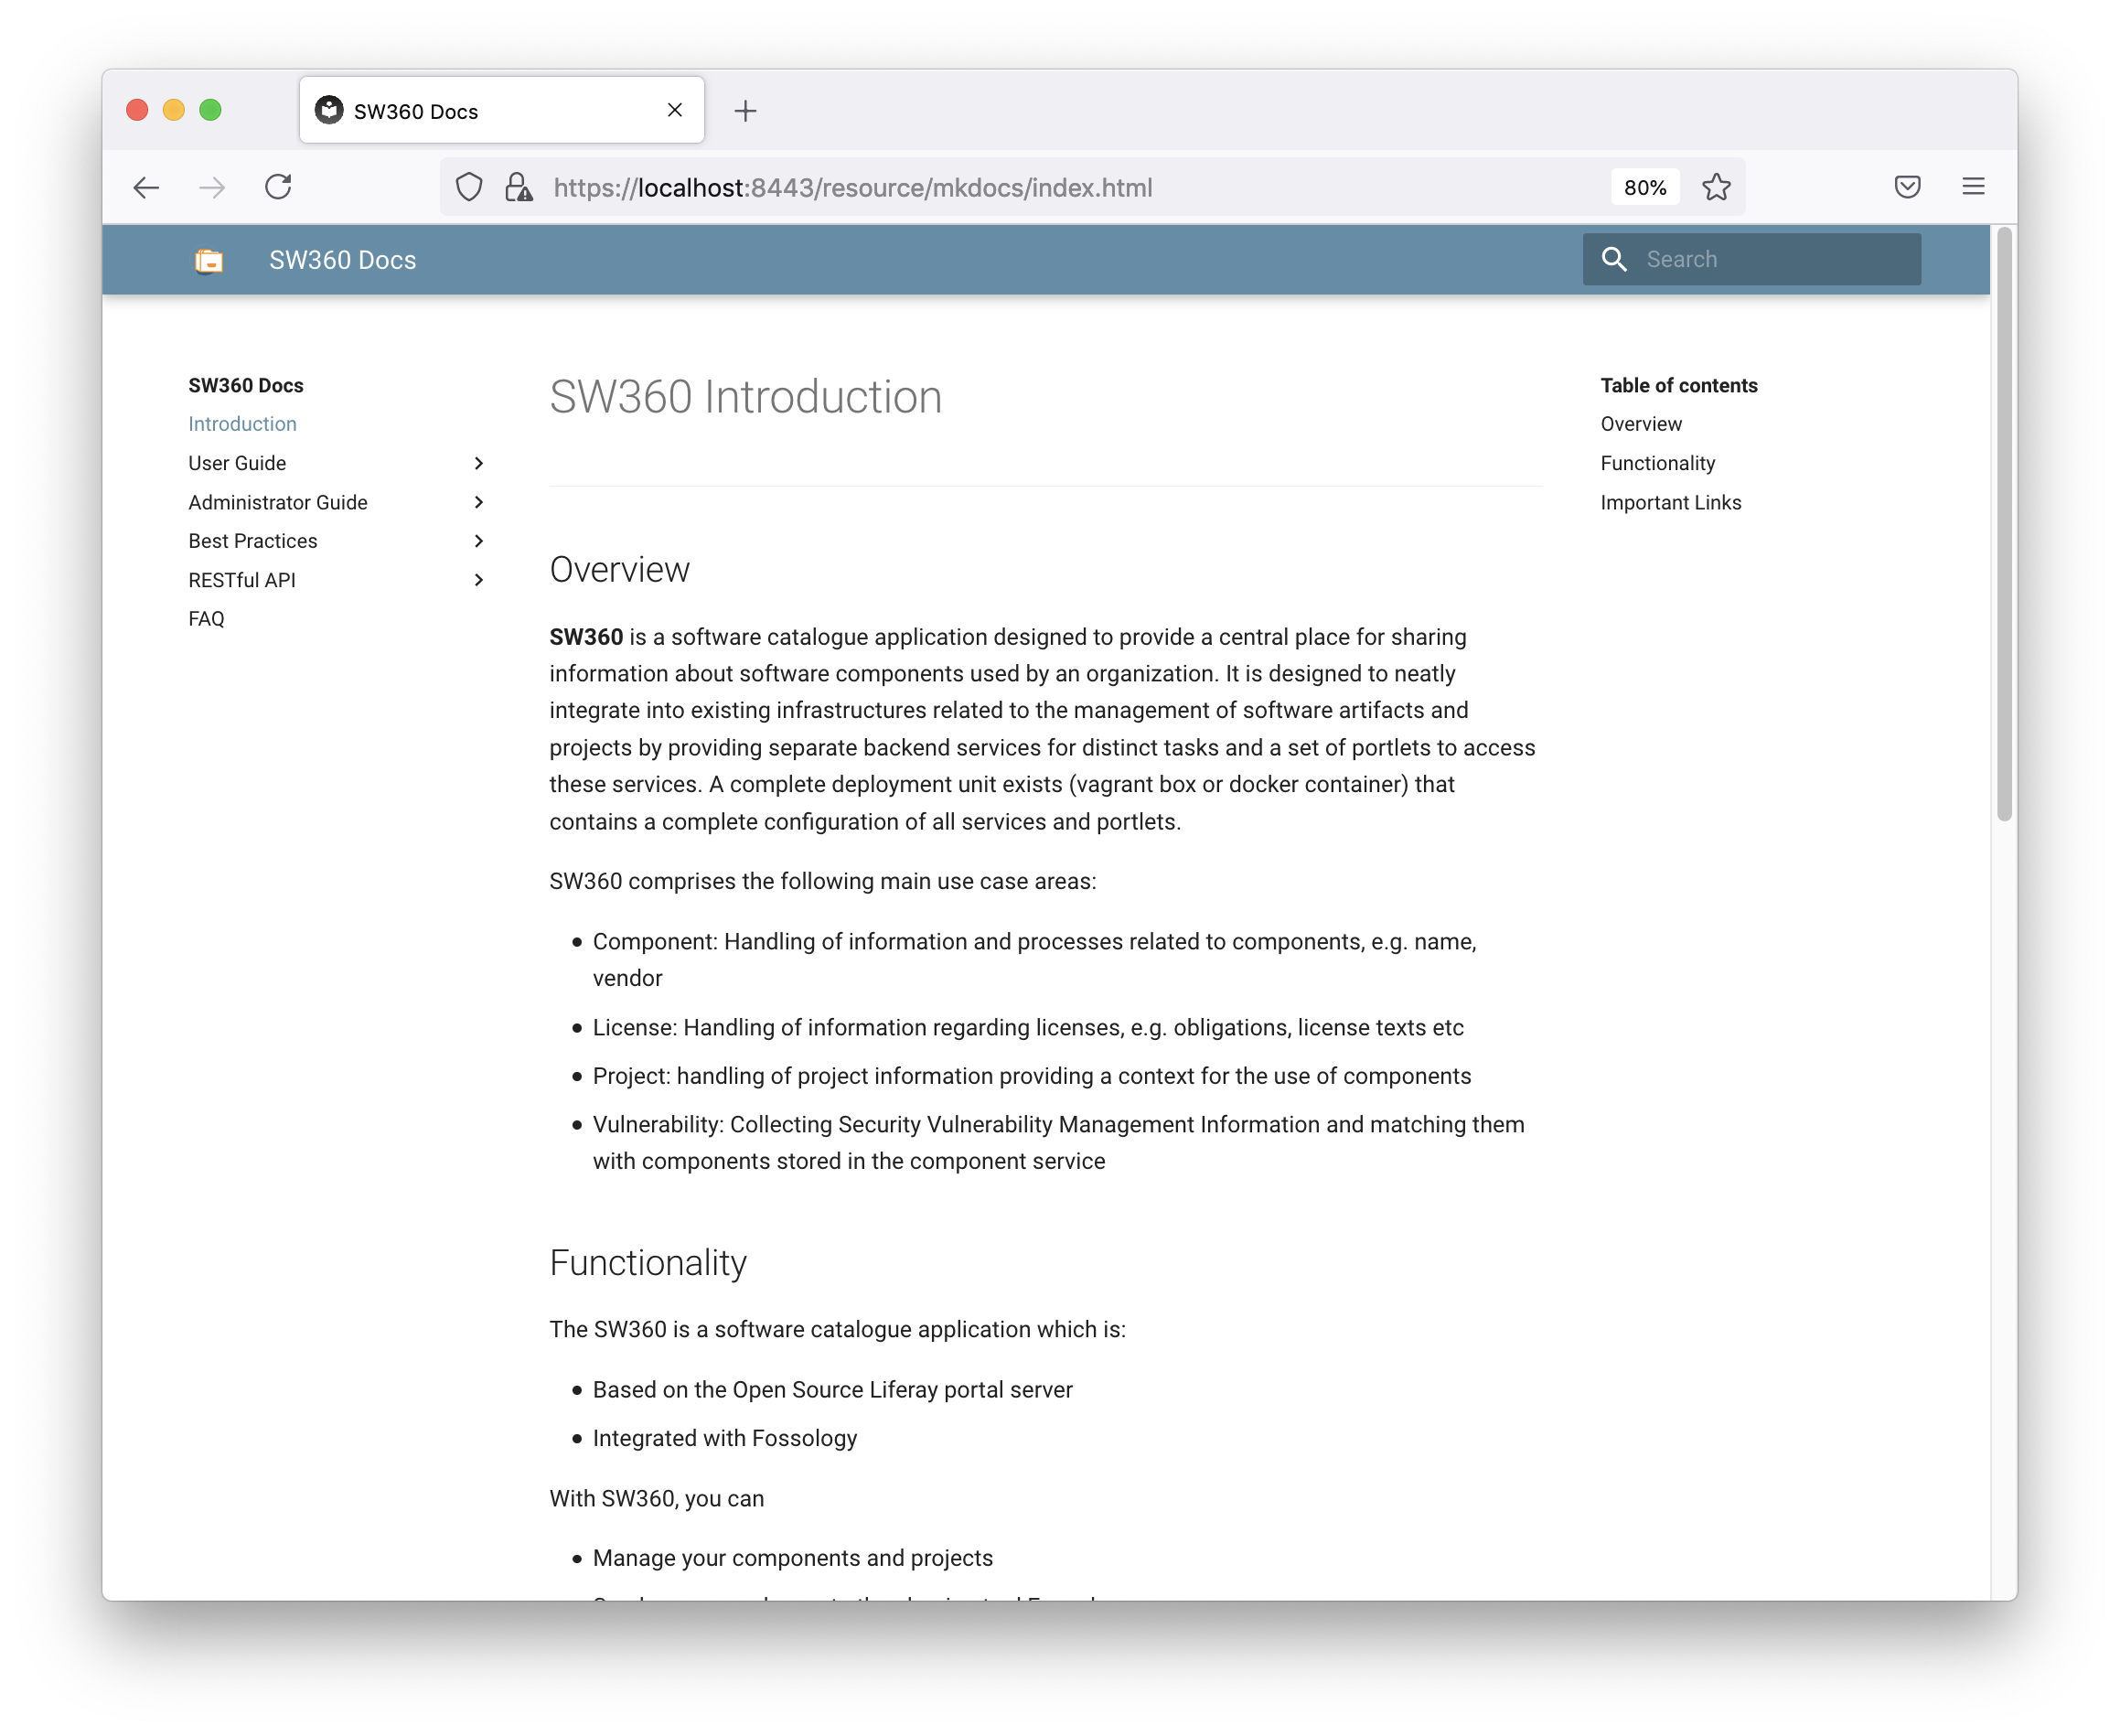 SW360 Docs
https://localhost:8443/resource/mkdocs/index.html
80%
SW360 Docs
Search
SW360 Docs
Introduction
User Guide
Administrator Guide
Best Practices
RESTful API
FAQ
SW360 Introduction
Overview
SW360 is a software catalogue application designed to provide a central place for sharing
information about software components used by an organization. It is designed to neatly
integrate into existing infrastructures related to the management of software artifacts and
projects by providing separate backend services for distinct tasks and a set of portlets to access
these services. A complete deployment unit exists (vagrant box or docker container) that
contains a complete configuration of all services and portlets.
SW360 comprises the following main use case areas:
Component: Handling of information and processes related to components, e.g. name,
vendor
License: Handling of information regarding licenses, e.g. obligations, license texts etc
Project: handling of project information providing a context for the use of components
Vulnerability: Collecting Security Vulnerability Management Information and matching them
with components stored in the component service
Functionality
The SW360 is a software catalogue application which is:
Based on the Open Source Liferay portal server
Integrated with Fossology
With SW360, you can
Manage your components and projects
Table of contents
Overview
Functionality
Important Links